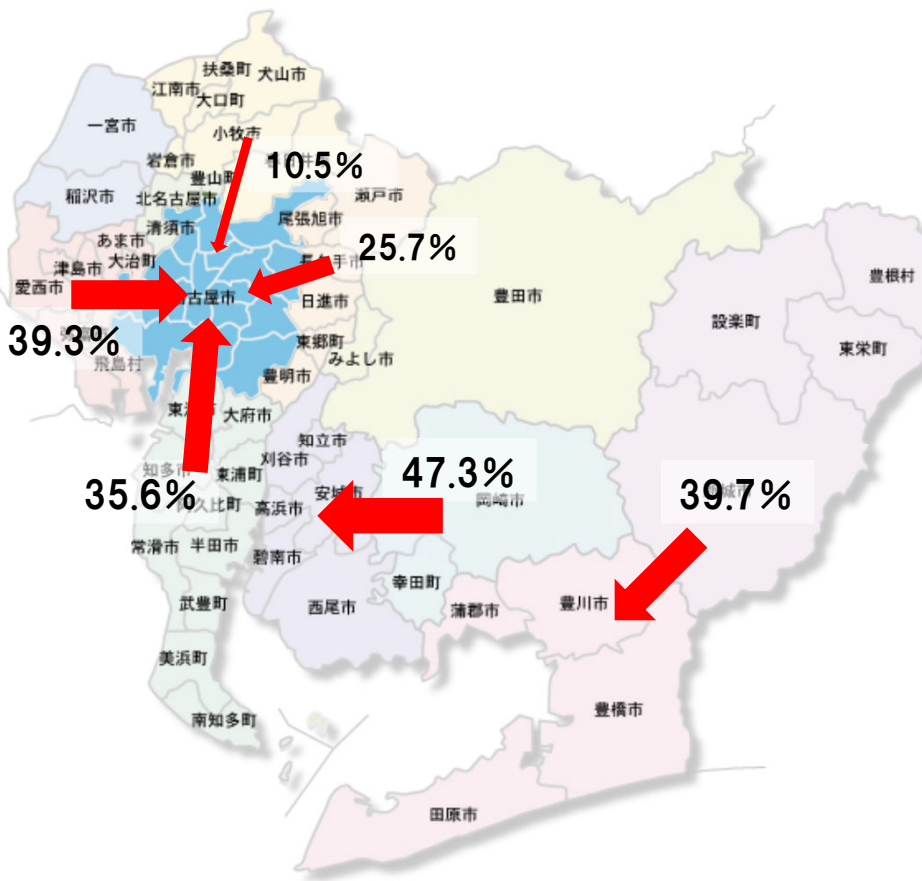 扶桑町
犬山市
江南市
大口町
一宮市
小牧市
岩倉市
10.5%
豊山町
瀬戸市
稲沢市
北名古屋市
尾張旭市
清須市
あま市
25.7%
津島市
大治町
愛西市
古屋市
日進市
豊田市
豊根村
設楽町
39.3%
東郷町
みよし市
東栄町
飛島村
豊明市
大府市
知立市
知多市
東浦町
刈谷市
47.3%
35.6%
安城市
39.7%
岡崎市
高浜市
常滑市
半田市
碧南市
幸田町
武豊町
西尾市
蒲郡市
豊川市
美浜町
南知多町
豊橋市
田原市